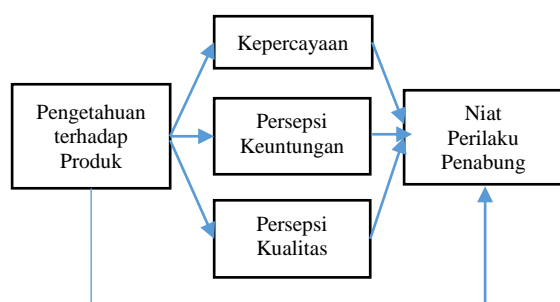 Kepercayaan
Pengetahuan
terhadap
Produk
Persepsi
Keuntungan
Niat
Perilaku
Penabung
Persepsi
Kualitas